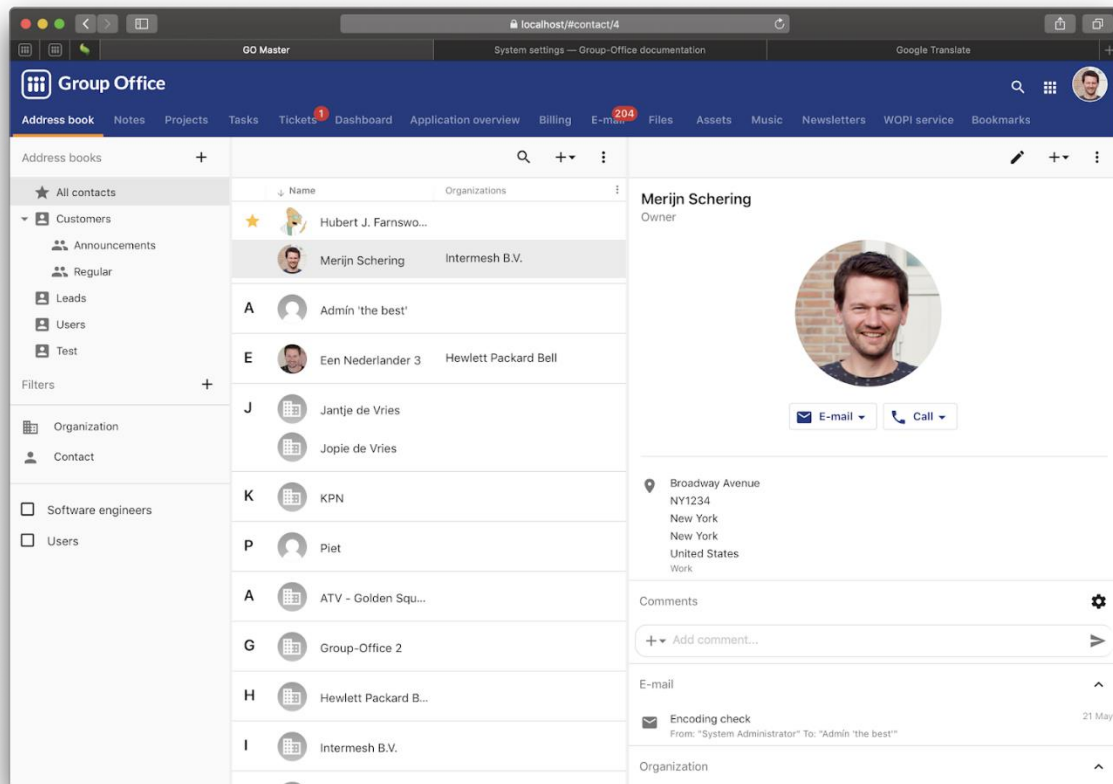 localhost/#contact/4
GO Master
System settings — Group-Office documentation
Google Translate
Group Office
Address book Notes Projects Tasks Tickets 1 Dashboard Application overview Billing E-mail 204 Files Assets Music Newsletters WOPI service Bookmarks
Address books
All contacts
Customers
Announcements
Regular
Leads
Users
Test
Filters
Organization
Contact
Software engineers
Users
Name Organizations
Hubert J. Farnswo...
Merijn Schering Intermesh B.V.
A Admín 'the best'
E Een Nederlander 3 Hewlett Packard Bell
J Jantje de Vries
Jopie de Vries
K KPN
P Piet
A ATV - Golden Squ...
G Group-Office 2
H Hewlett Packard B...
I Intermesh B.V.
Merijn Schering
Owner
E-mail Call
Broadway Avenue
NY1234
New York
New York
United States
Work
Comments
Add comment...
E-mail
Encoding check 21 May
From: "System Administrator" To: "Admín 'the best'"
Organization